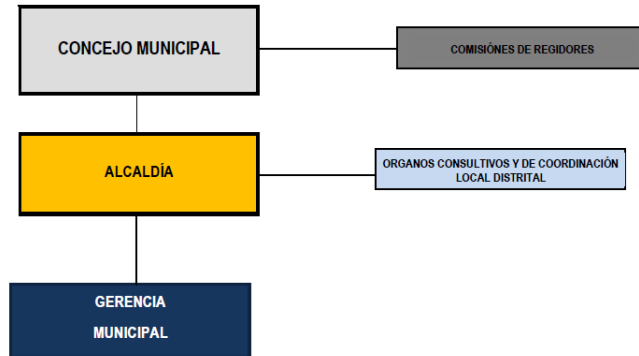 CONCEJO MUNICIPAL
COMISIÓNES DE REGIDORES
ALCALDÍA
ORGANOS CONSULTIVOS Y DE COORDINACIÓN
LOCAL DISTRITAL
GERENCIA
MUNICIPAL